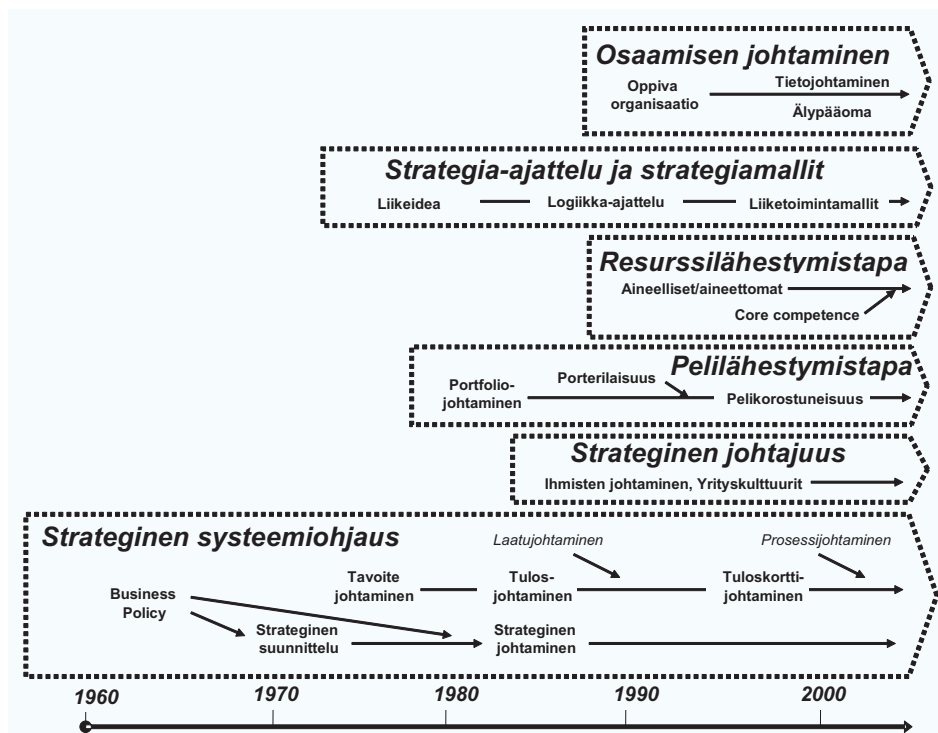 Osaamisen johtaminen
Oppiva
organisaatio
Tietojohtaminen
Älypääoma
Strategia-ajattelu ja strategiamallit
Liikeidea
Logiikka-ajattelu
Liiketoimintamallit
Resurssilähestymistapa
Aineelliset/aineettomat
Core competence
Pelilähestymistapa
Portfolio-
johtaminen
Porterilaisuus
Pelikorostuneisuus
Strateginen johtajuus
Ihmisten johtaminen, Yrityskulttuurit
Strateginen systeemiohjaus
Laatujohtaminen
Prosessijohtaminen
Tavoite
johtaminen
Tulos-
johtaminen
Tuloskortti-
johtaminen
Business
Policy
Strateginen
suunnittelu
Strateginen
johtaminen
1960
1970
1980
1990
2000